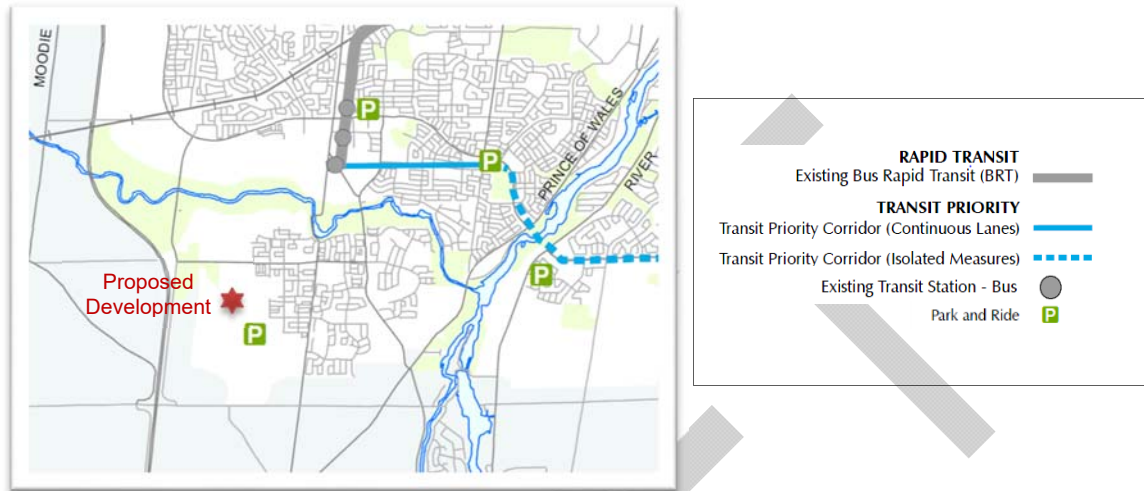 MOODIE
P
P
PRINCE OF WALES
RIVER
P
Proposed
Development
P
RAPID TRANSIT
Existing Bus Rapid Transit (BRT)
TRANSIT PRIORITY
Transit Priority Corridor (Continuous Lanes)
Transit Priority Corridor (Isolated Measures)
Existing Transit Station - Bus
Park and Ride P